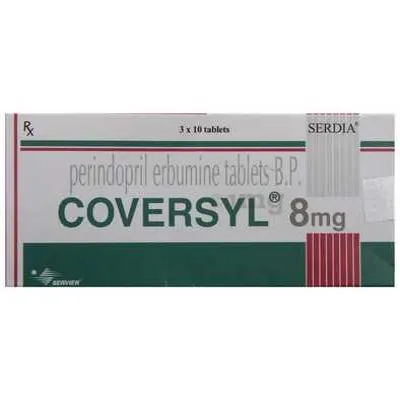 Rx
3 x 10 tablets
SERDIA®
perindopril erbumine tablets B.P.
COVERSYL® 8mg
SERVIER